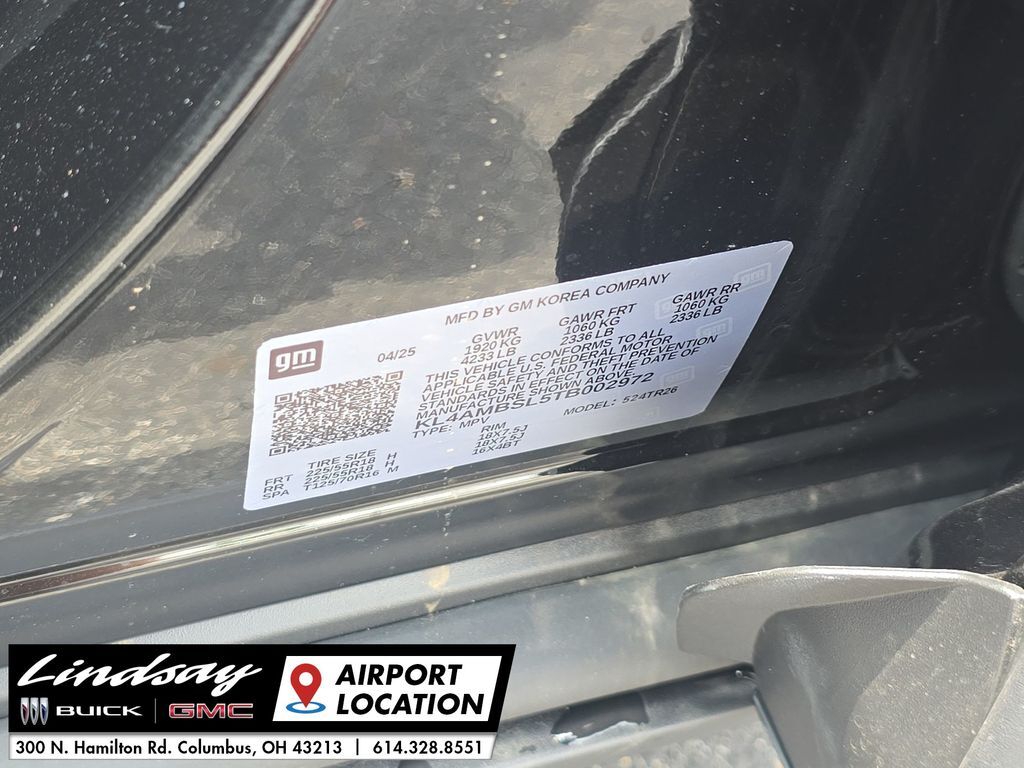 MFD BY GM KOREA COMPANY
gm
04/25
GVWR GAWR FRT GAWR RR
1920 KG 1060 KG 1060 KG
4233 LB 2336 LB 2336 LB
THIS VEHICLE CONFORMS TO ALL
APPLICABLE U.S. FEDERAL MOTOR
VEHICLE SAFETY AND THEFT PREVENTION
STANDARDS IN EFFECT ON THE DATE OF
MANUFACTURE SHOWN ABOVE.
KL4AMBSL5TB002972
TYPE: MPV MODEL: 524TR26
TIRE SIZE RIM
FRT 225/55R18 H 18X7.5J
RR 225/55R18 H 18X7.5J
SPA T125/70R16 M 16X4BT
gm
gm
Lindsay
BUICK | GMC
AIRPORT
LOCATION
300 N. Hamilton Rd. Columbus, OH 43213 | 614.328.8551